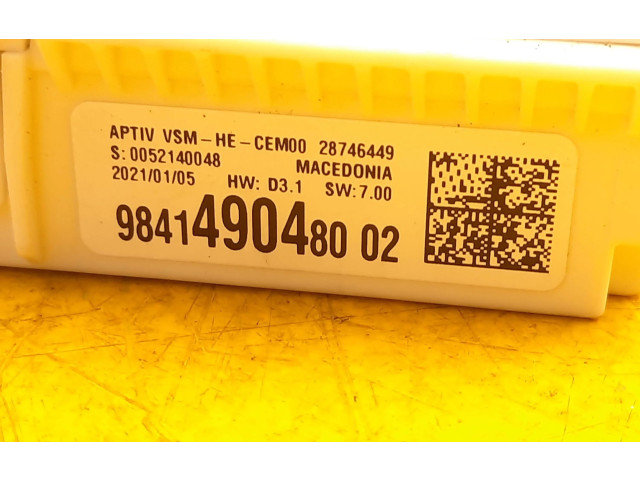 APTIV VSM-HE-CEM00 28746449
S: 0052140048 MACEDONIA
2021/01/05 HW: D3.1 SW: 7.00
9841490480 02